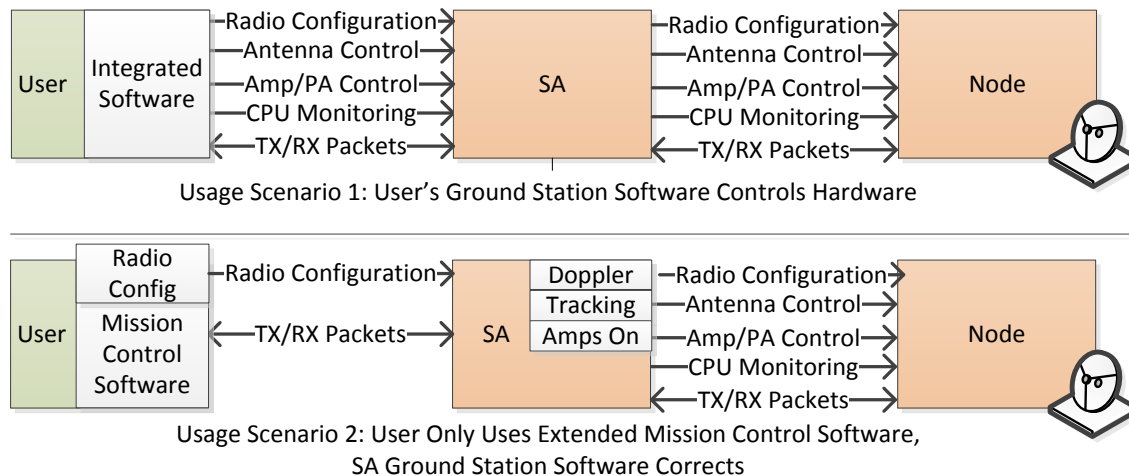 User
Integrated
Software
Radio Configuration
Antenna Control
Amp/PA Control
CPU Monitoring
TX/RX Packets
SA
Radio Configuration
Antenna Control
Amp/PA Control
CPU Monitoring
TX/RX Packets
Node
Usage Scenario 1: User's Ground Station Software Controls Hardware
User
Radio
Config
Mission
Control
Software
Radio Configuration
TX/RX Packets
SA
Doppler
Tracking
Amps On
Radio Configuration
Antenna Control
Amp/PA Control
CPU Monitoring
TX/RX Packets
Node
Usage Scenario 2: User Only Uses Extended Mission Control Software,
SA Ground Station Software Corrects